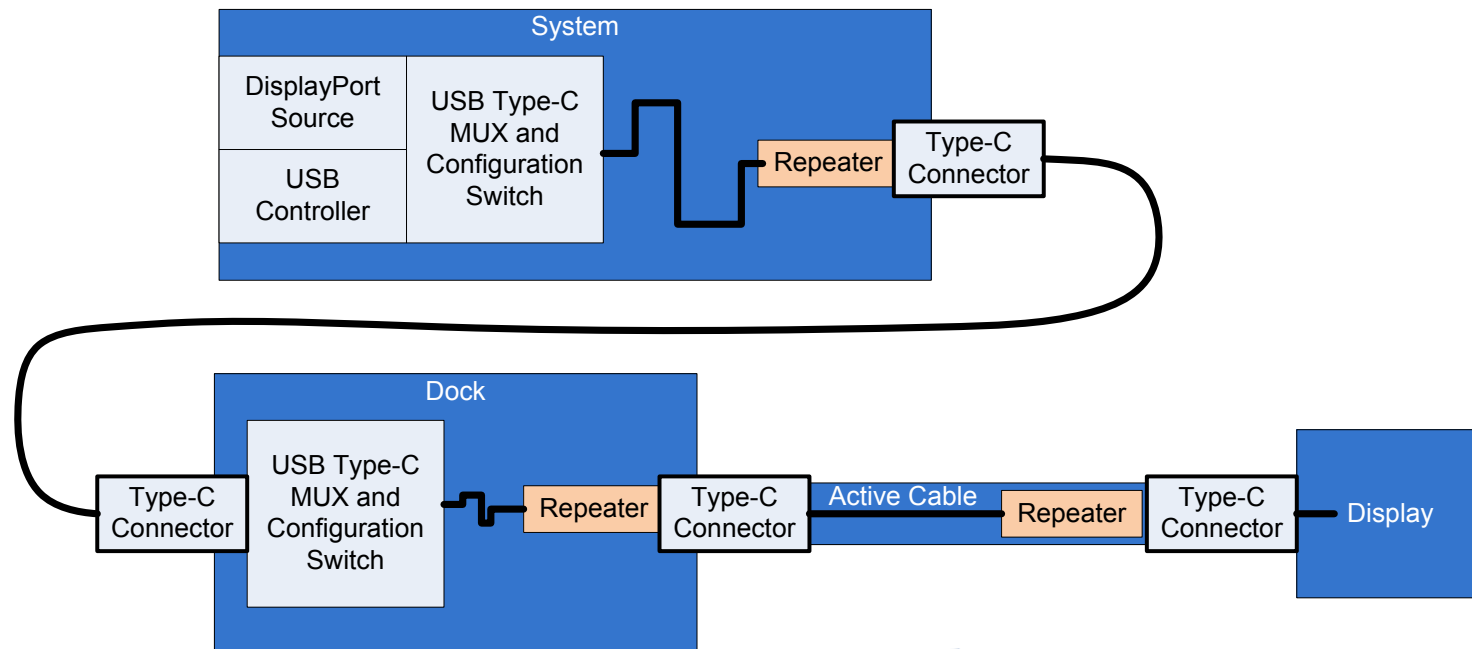 System
DisplayPort
Source
USB Type-C
MUX and
Configuration
Switch
USB
Controller
Repeater
Type-C
Connector
Dock
Type-C
Connector
USB Type-C
MUX and
Configuration
Switch
Repeater
Type-C
Connector
Active Cable
Repeater
Type-C
Connector
Display